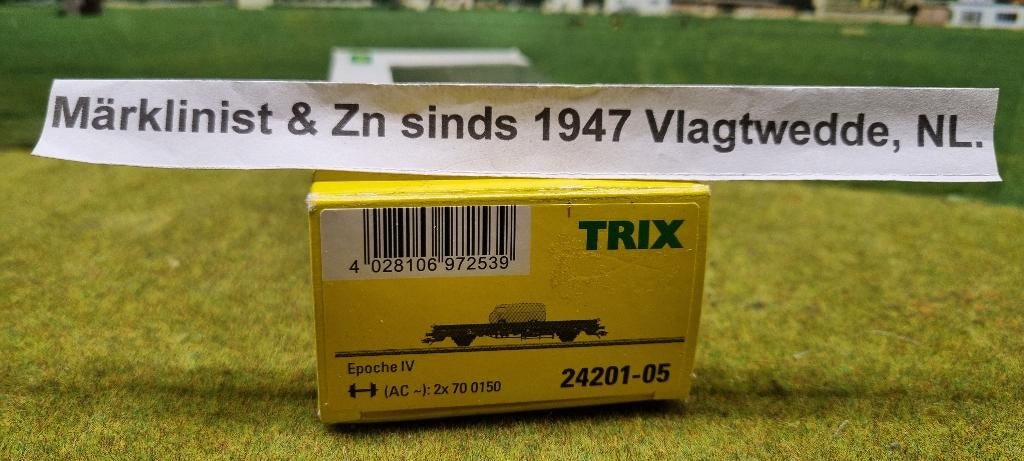 Märklinist & Zn sinds 1947 Vlagtwedde, NL.
TRIX
4 028106 972539
Epoche IV
(AC ~): 2x 70 0150
24201-05